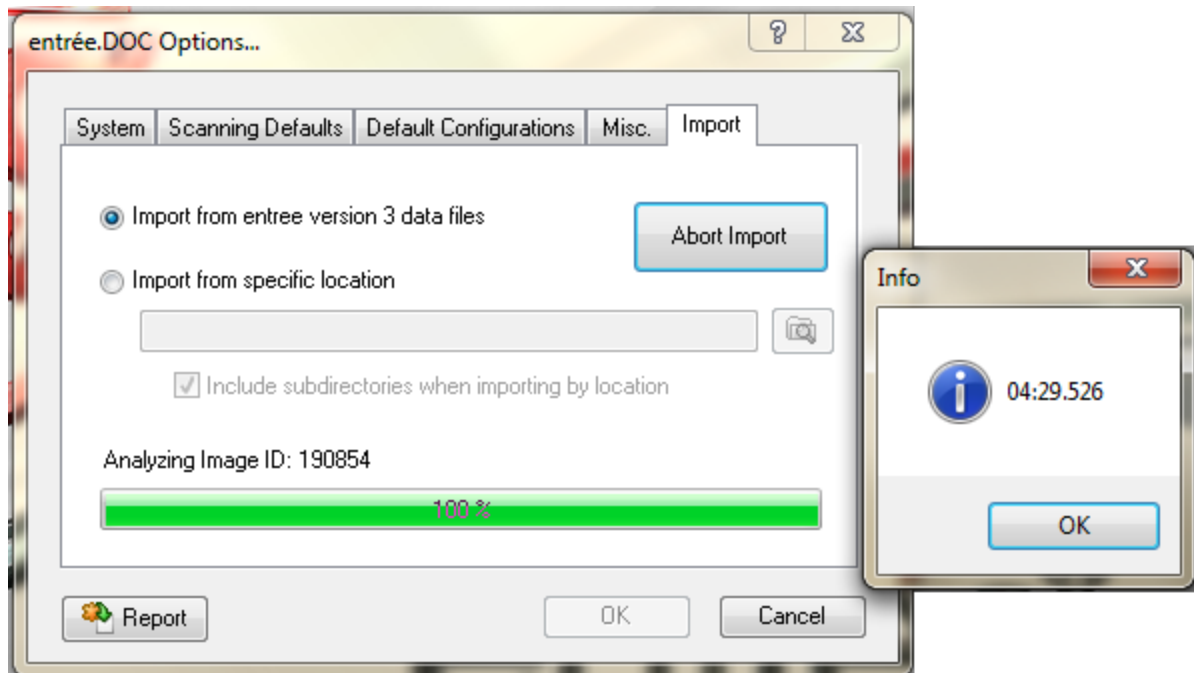 entrée.DOC Options...
System Scanning Defaults Default Configurations Misc. Import
Import from entree version 3 data files
Abort Import
Import from specific location
Include subdirectories when importing by location
Analyzing Image ID: 190854
100 %
Report OK Cancel
Info
04:29.526
OK